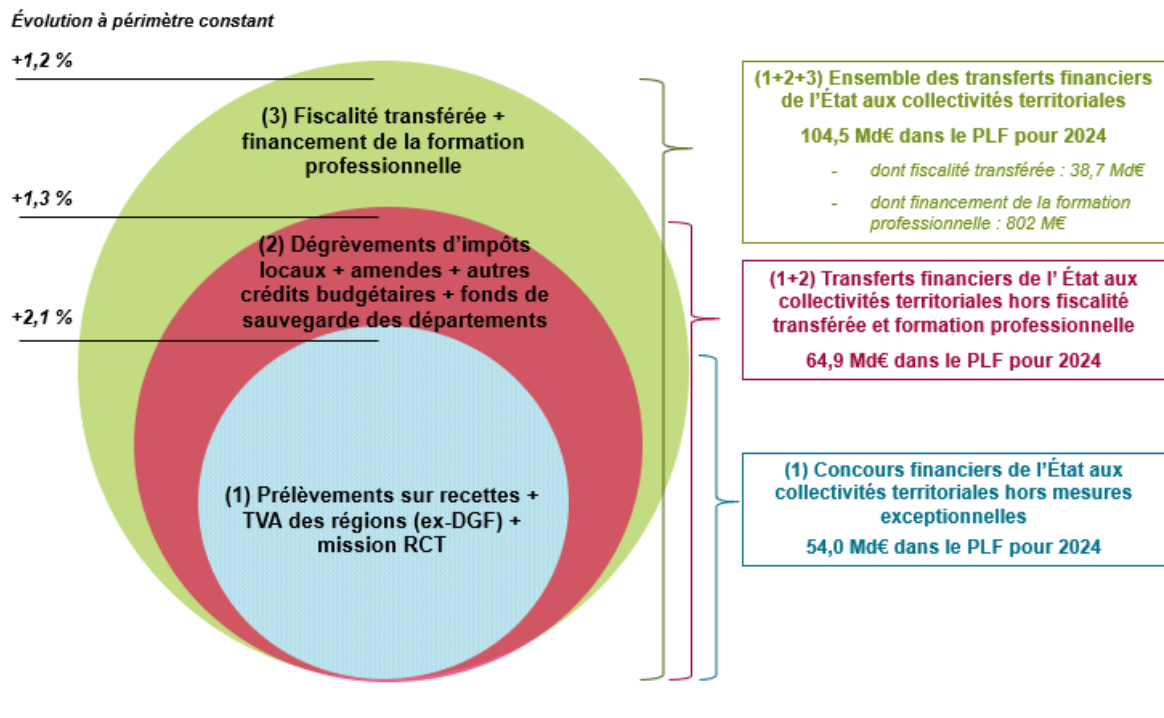 Évolution à périmètre constant
+1,2 %
+1,3 %
+2,1 %
(3) Fiscalité transférée +
financement de la formation
professionnelle
(2) Dégrèvements d’impôts
locaux + amendes + autres
crédits budgétaires + fonds de
sauvegarde des départements
(1) Prélèvements sur recettes +
TVA des régions (ex-DGF) +
mission RCT
(1+2+3) Ensemble des transferts financiers
de l’État aux collectivités territoriales
104,5 Md€ dans le PLF pour 2024
- dont fiscalité transférée : 38,7 Md€
- dont financement de la formation
professionnelle : 802 M€
(1+2) Transferts financiers de l’ État aux
collectivités territoriales hors fiscalité
transférée et formation professionnelle
64,9 Md€ dans le PLF pour 2024
(1) Concours financiers de l’État aux
collectivités territoriales hors mesures
exceptionnelles
54,0 Md€ dans le PLF pour 2024